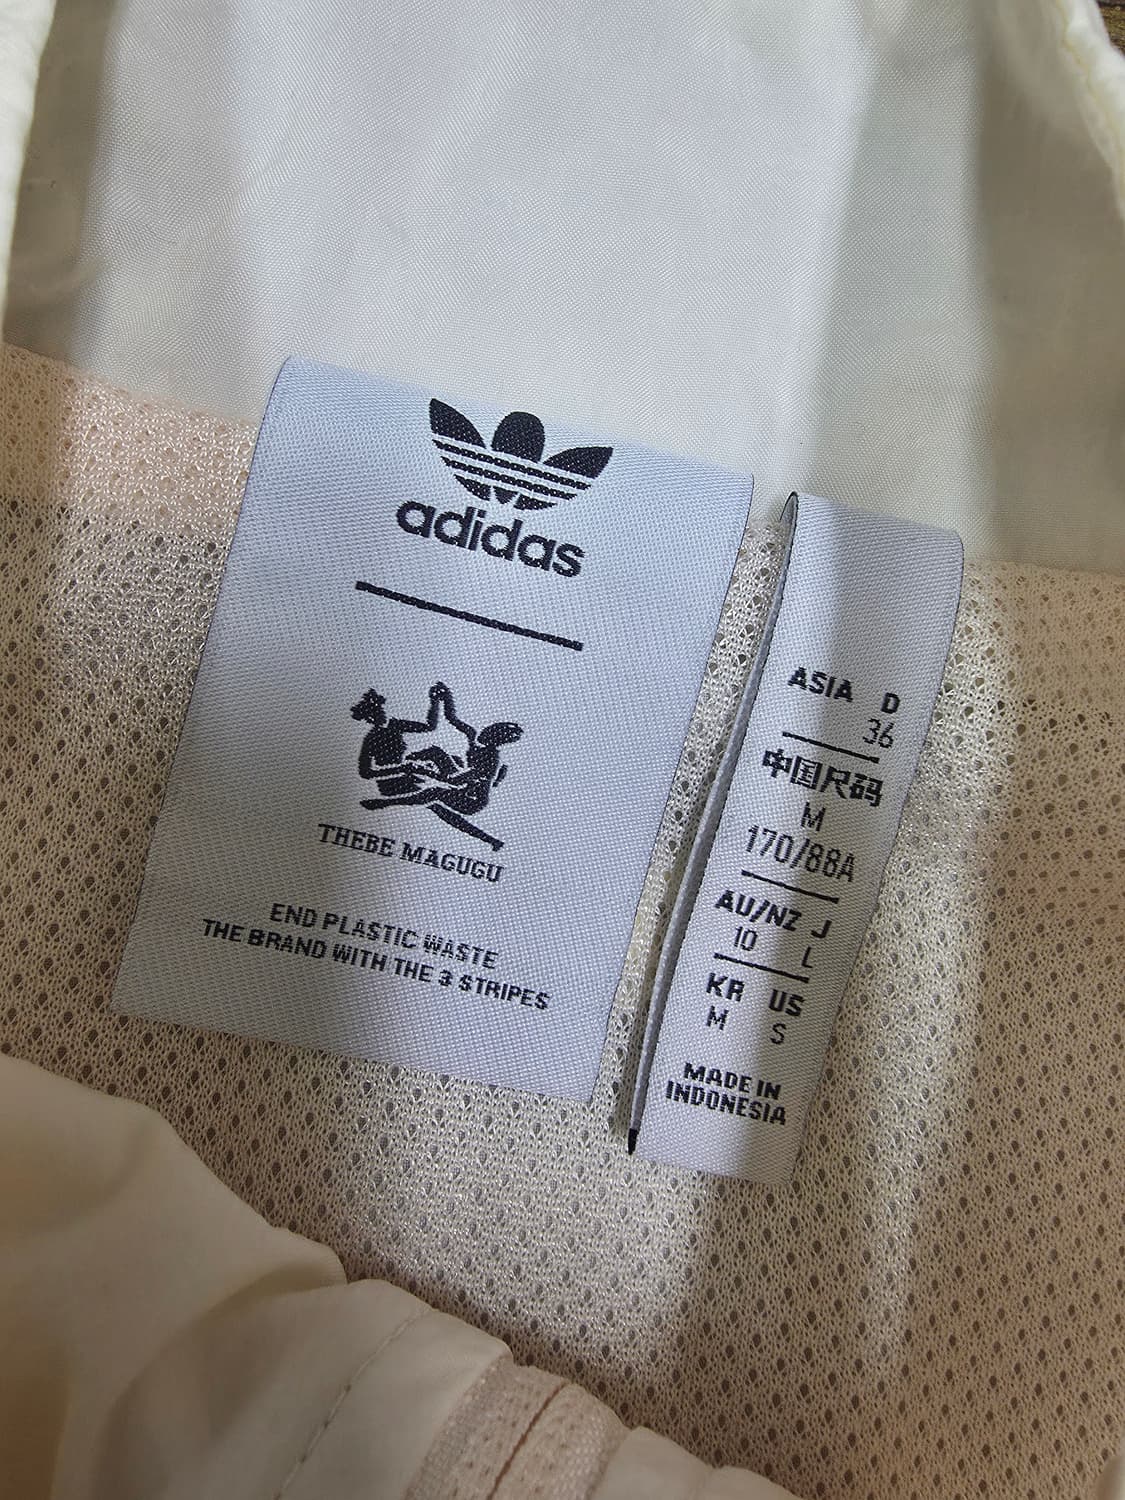 adidas
THEBE MAGUGU
END PLASTIC WASTE
THE BRAND WITH THE 3 STRIPES
ASIA D
36
中国尺码
M
170/88A
AU/NZ J
10 L
KR US
M S
MADE IN
INDONESIA